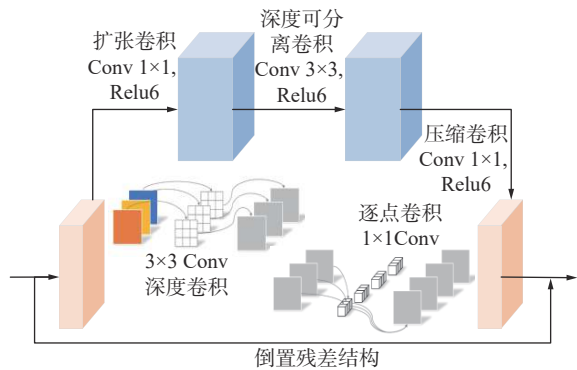 扩张卷积
Conv 1×1,
Relu6
深度可分
离卷积
Conv 3×3,
Relu6
压缩卷积
Conv 1×1,
Relu6
3×3 Conv
深度卷积
逐点卷积
1×1Conv
倒置残差结构